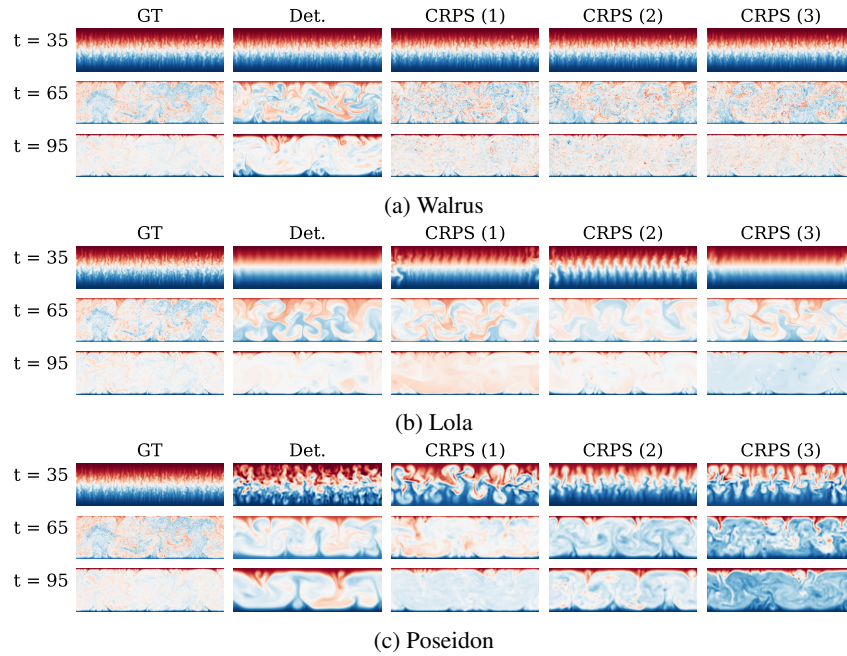 GT Det. CRPS (1) CRPS (2) CRPS (3)
t = 35
t = 65
t = 95
(a) Walrus
GT Det. CRPS (1) CRPS (2) CRPS (3)
t = 35
t = 65
t = 95
(b) Lola
GT Det. CRPS (1) CRPS (2) CRPS (3)
t = 35
t = 65
t = 95
(c) Poseidon